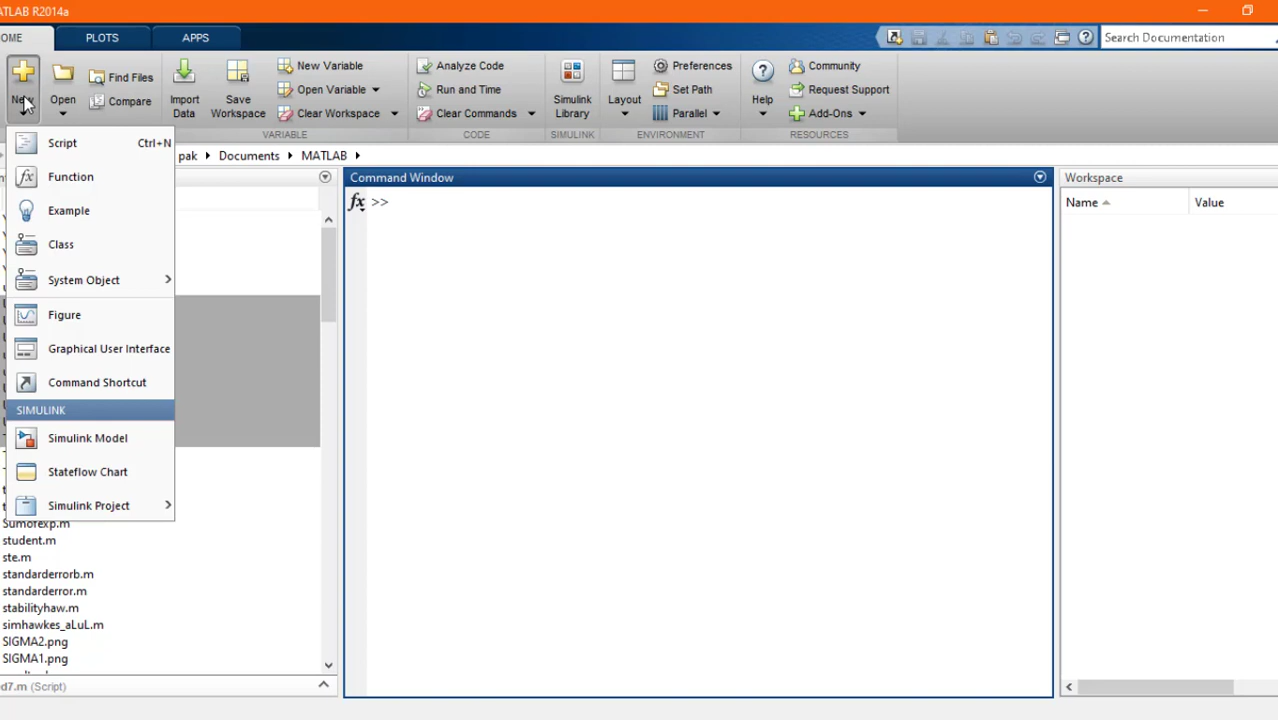 ATLAB R2014a
OME
PLOTS
APPS
Search Documentation
New
Open
Find Files
Compare
Import
Data
Save
Workspace
New Variable
Open Variable
Clear Workspace
VARIABLE
Analyze Code
Run and Time
Clear Commands
CODE
Simulink
Library
SIMULINK
Layout
Preferences
Set Path
Parallel
ENVIRONMENT
Help
Community
Request Support
Add-Ons
RESOURCES
pak Documents MATLAB
Script Ctrl+N
Function
Example
Class
System Object
Figure
Graphical User Interface
Command Shortcut
SIMULINK
Simulink Model
Stateflow Chart
Simulink Project
Sumofexp.m
student.m
ste.m
standarderrorb.m
standarderror.m
stabilityhaw.m
simhawkes_aLuL.m
SIGMA2.png
SIGMA1.png
d7.m (Script)
Command Window
fx >>
Workspace
Name Value